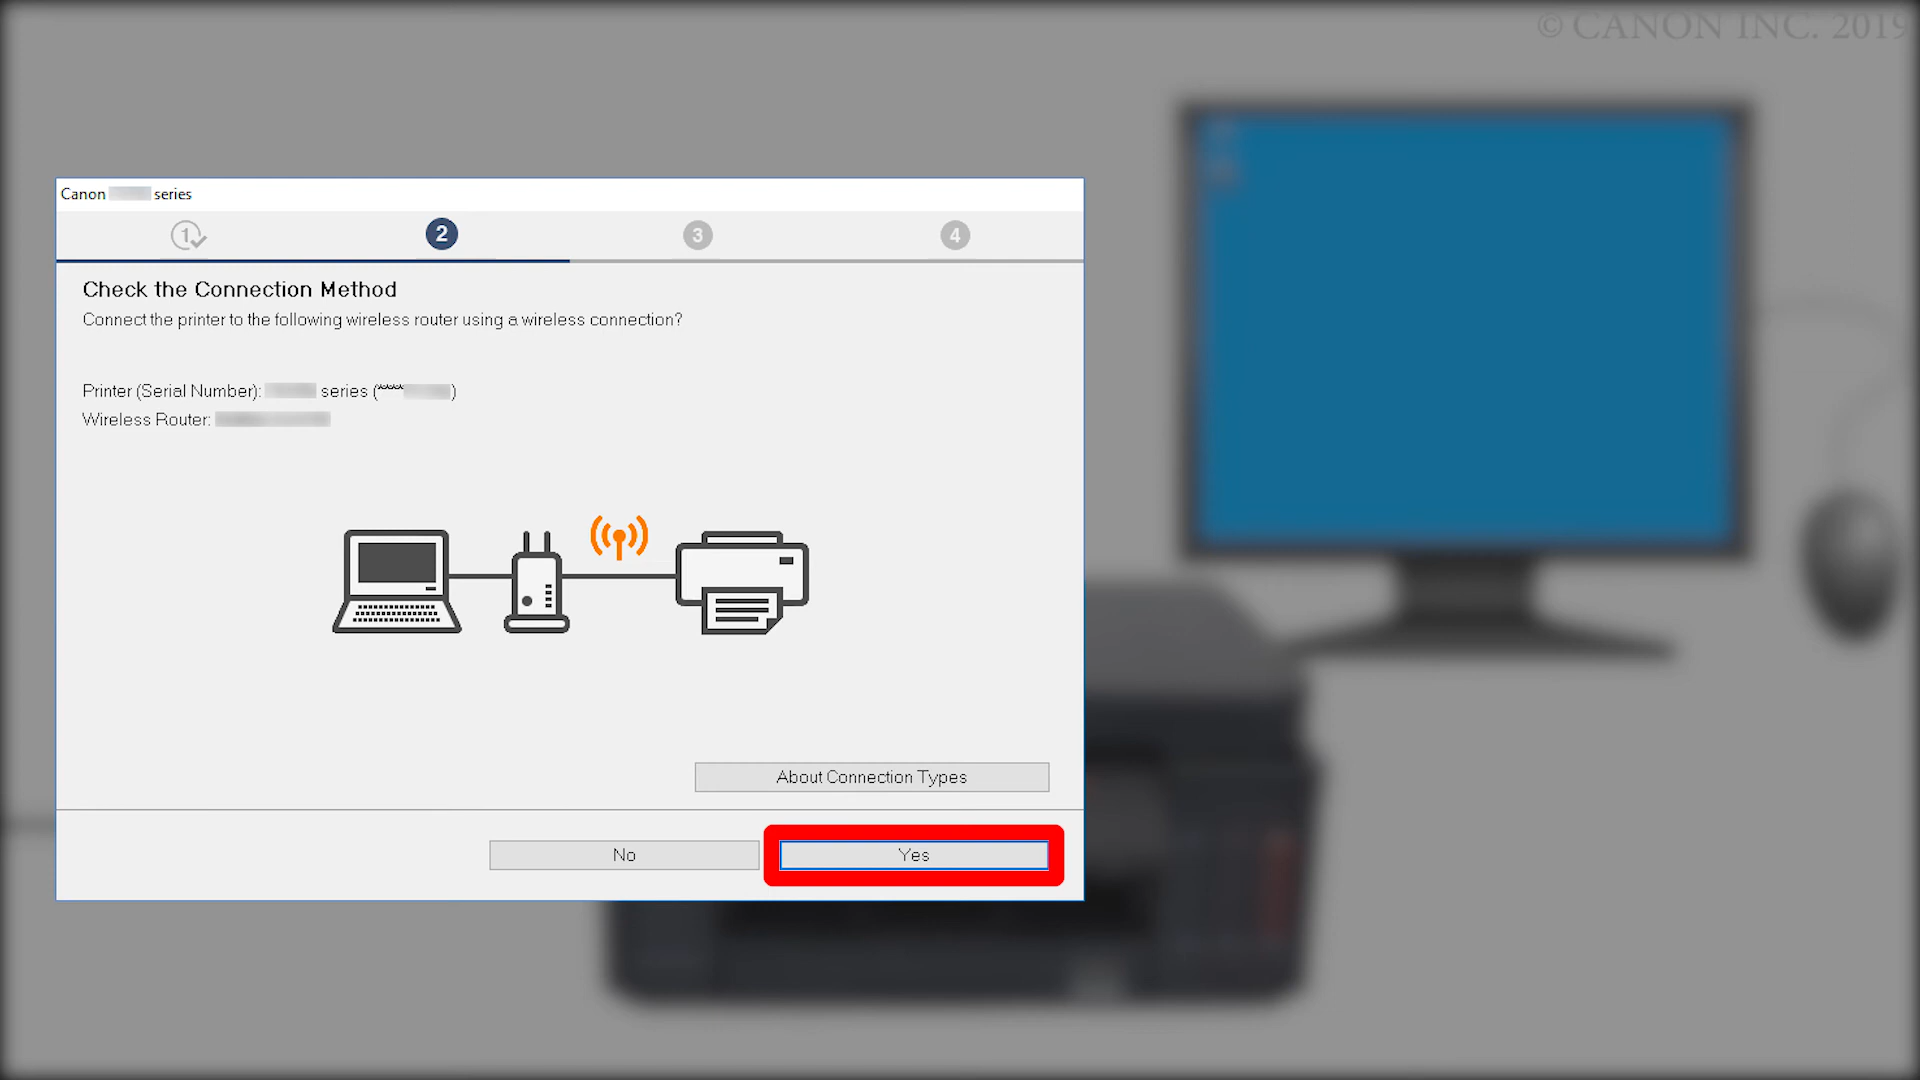 © CANON INC. 2019
Canon series
1 2 3 4
Check the Connection Method
Connect the printer to the following wireless router using a wireless connection?
Printer (Serial Number): series (****)
Wireless Router:
About Connection Types
No Yes